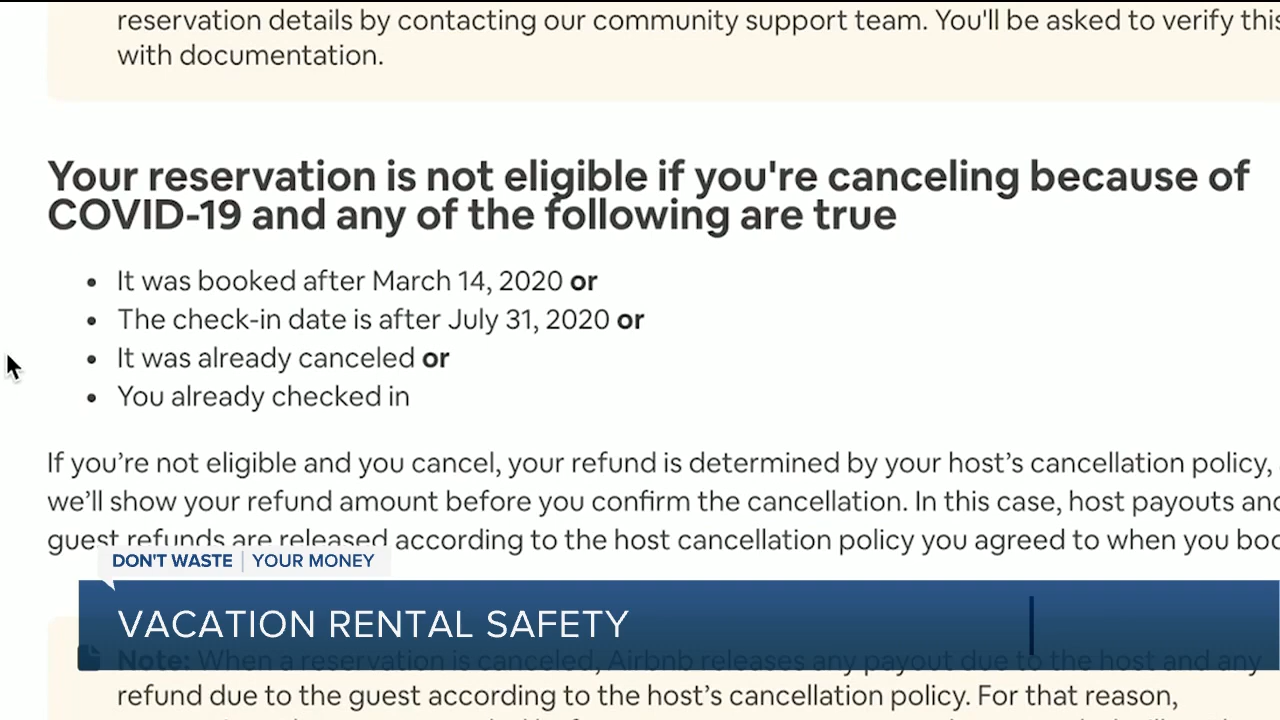 reservation details by contacting our community support team. You'll be asked to verify this
with documentation.
Your reservation is not eligible if you're canceling because of
COVID-19 and any of the following are true
• It was booked after March 14, 2020 or
• The check-in date is after July 31, 2020 or
• It was already canceled or
• You already checked in
If you’re not eligible and you cancel, your refund is determined by your host’s cancellation policy,
we’ll show your refund amount before you confirm the cancellation. In this case, host payouts and
guest refunds are released according to the host cancellation policy you agreed to when you boo
DON'T WASTE | YOUR MONEY
VACATION RENTAL SAFETY
Note: When a reservation is canceled, Airbnb releases any payout due to the host and any
refund due to the guest according to the host’s cancellation policy. For that reason,